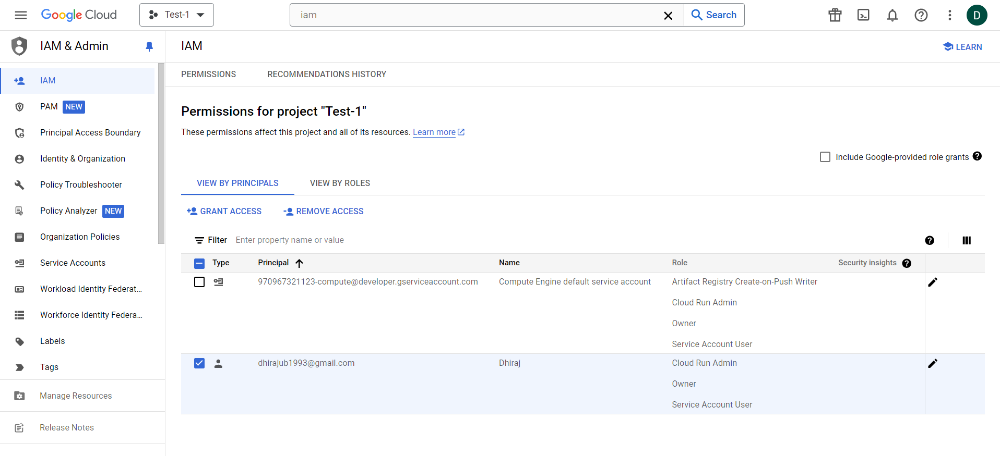 Google Cloud
Test-1
iam
Search
D
IAM & Admin
IAM
LEARN
IAM
PAM NEW
Principal Access Boundary
Identity & Organization
Policy Troubleshooter
Policy Analyzer NEW
Organization Policies
Service Accounts
Workload Identity Federat...
Workforce Identity Federa...
Labels
Tags
Manage Resources
Release Notes
PERMISSIONS RECOMMENDATIONS HISTORY
Permissions for project "Test-1"
These permissions affect this project and all of its resources. Learn more
Include Google-provided role grants
VIEW BY PRINCIPALS VIEW BY ROLES
GRANT ACCESS REMOVE ACCESS
Filter Enter property name or value
Type Principal Name Role Security insights
970967321123-compute@developer.gserviceaccount.com Compute Engine default service account Artifact Registry Create-on-Push Writer
Cloud Run Admin
Owner
Service Account User
dhirajub1993@gmail.com Dhiraj Cloud Run Admin
Owner
Service Account User